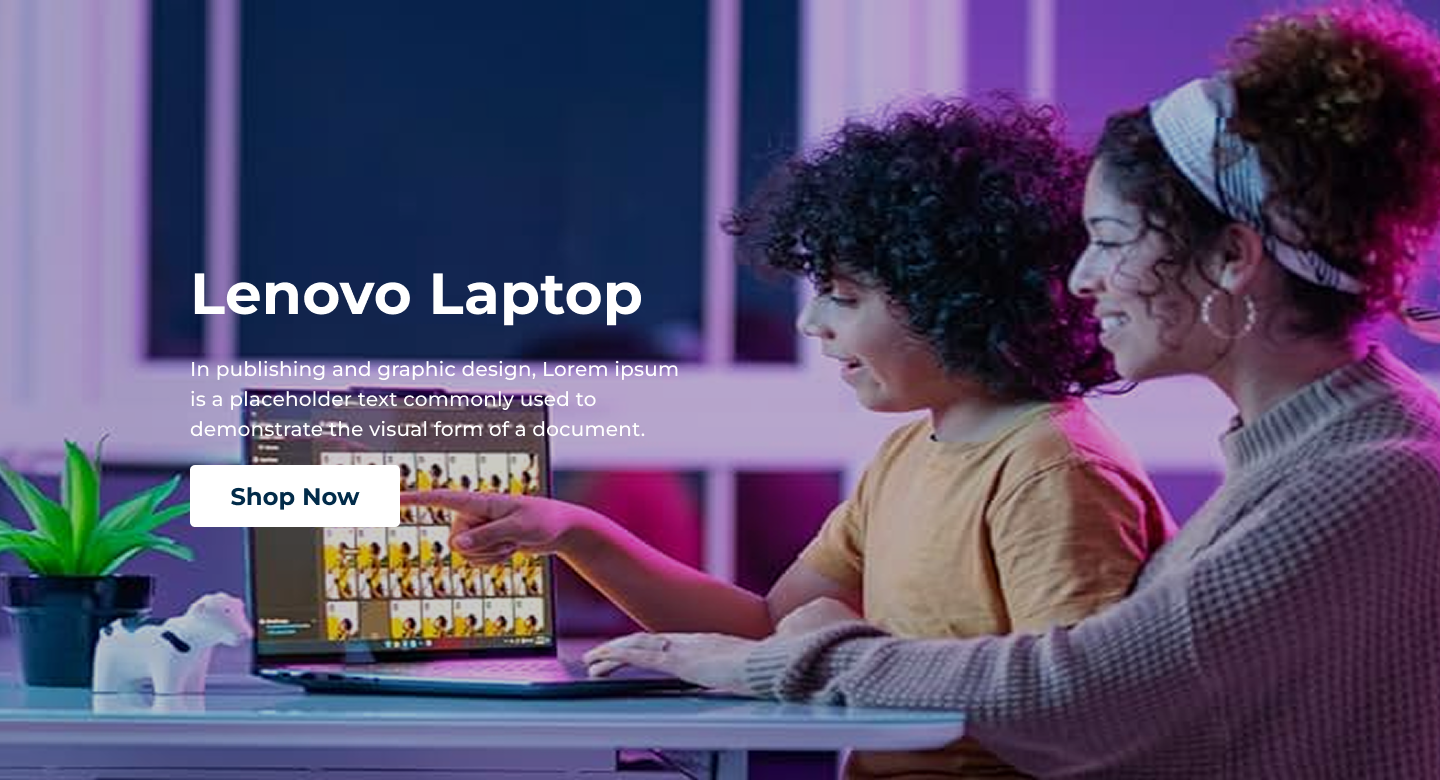 Lenovo Laptop
In publishing and graphic design, Lorem ipsum
is a placeholder text commonly used to
demonstrate the visual form of a document.
Shop Now